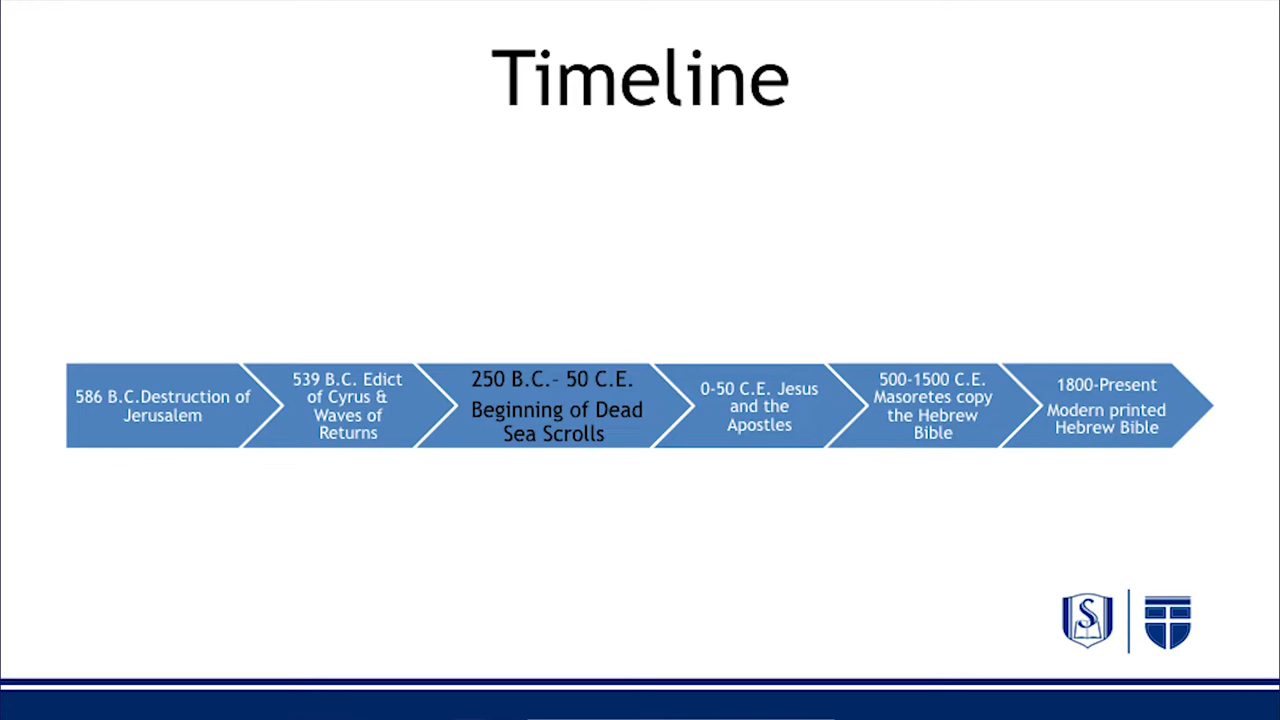 Timeline
586 B.C.Destruction of
Jerusalem
539 B.C. Edict
of Cyrus &
Waves of
Returns
250 B.C.– 50 C.E.
Beginning of Dead
Sea Scrolls
0-50 C.E. Jesus
and the
Apostles
500-1500 C.E.
Masoretes copy
the Hebrew
Bible
1800-Present
Modern printed
Hebrew Bible
S